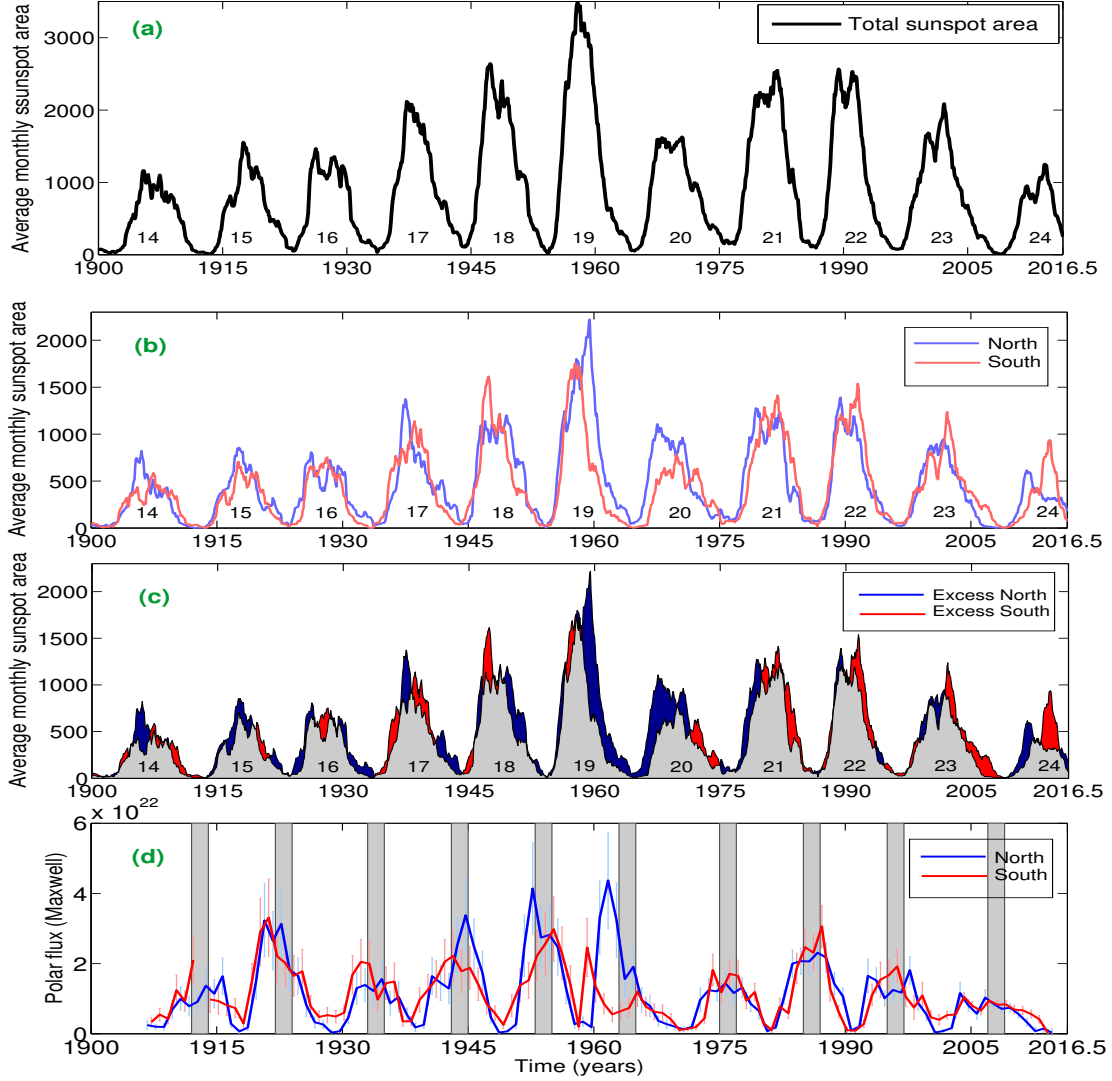 (a)
Total sunspot area
Average monthly ssunspot area
3000
2000
1000
0
14 15 16 17 18 19 20 21 22 23 24
1900 1915 1930 1945 1960 1975 1990 2005 2016.5
(b)
North
South
Average monthly sunspot area
2000
1500
1000
500
0
14 15 16 17 18 19 20 21 22 23 24
1900 1915 1930 1945 1960 1975 1990 2005 2016.5
(c)
Excess North
Excess South
Average monthly sunspot area
2000
1500
1000
500
0
14 15 16 17 18 19 20 21 22 23 24
1900 1915 1930 1945 1960 1975 1990 2005 2016.5
x 10^22
(d)
North
South
Polar flux (Maxwell)
6
4
2
0
1900 1915 1930 1945 1960 1975 1990 2005 2016.5
Time (years)